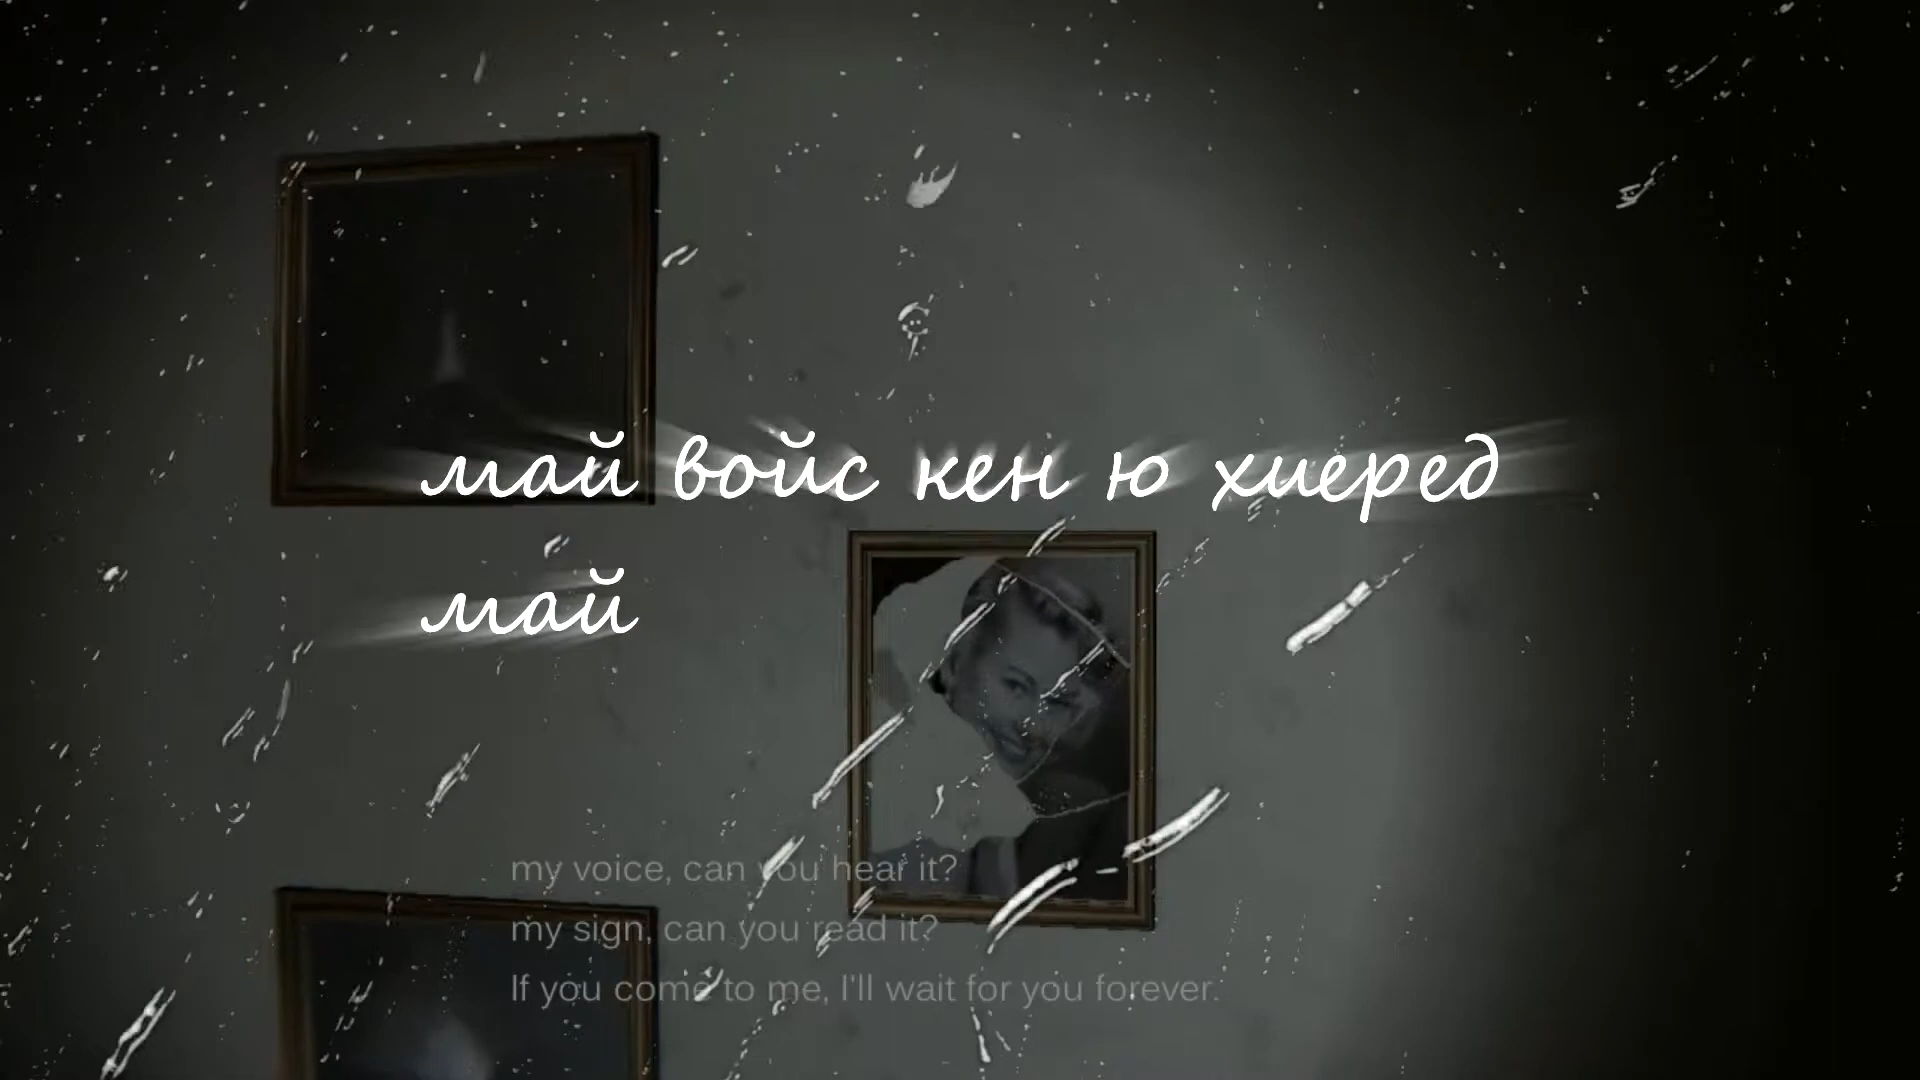 май войс кен ю хиеред
май
my voice, can you hear it?
my sign, can you read it?
If you come to me, I'll wait for you forever.